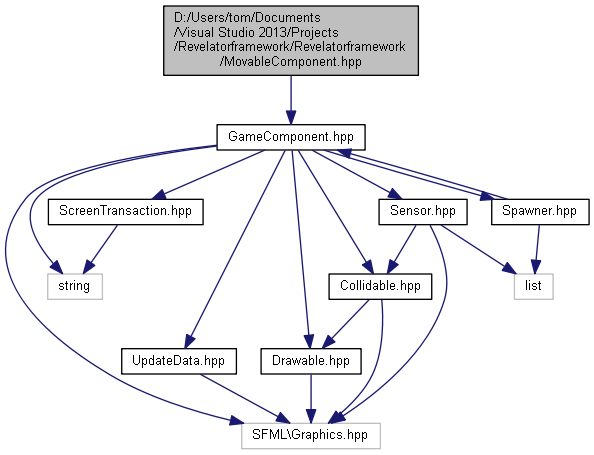 D:/Users/tom/Documents
/Visual Studio 2013/Projects
/Revelatorframework/Revelatorframework
/MovableComponent.hpp
GameComponent.hpp
ScreenTransaction.hpp
Sensor.hpp
Spawner.hpp
string
Collidable.hpp
list
UpdateData.hpp
Drawable.hpp
SFML\Graphics.hpp